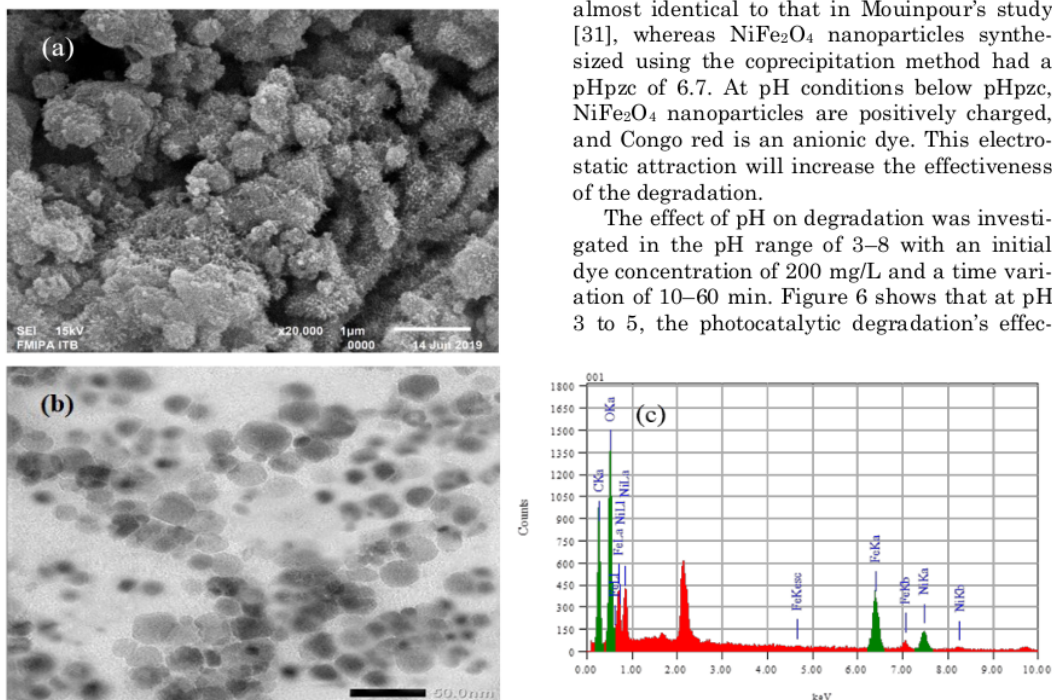 (a)
SEI 15kV x20,000 1μm
FMIPA ITB 0000 14 Jun 2019
(b)
50.0nm
almost identical to that in Mouinpour's study
[31], whereas NiFe₂O₄ nanoparticles synthe-
sized using the coprecipitation method had a
pHpzc of 6.7. At pH conditions below pHpzc,
NiFe₂O₄ nanoparticles are positively charged,
and Congo red is an anionic dye. This electro-
static attraction will increase the effectiveness
of the degradation.
The effect of pH on degradation was investi-
gated in the pH range of 3–8 with an initial
dye concentration of 200 mg/L and a time vari-
ation of 10–60 min. Figure 6 shows that at pH
3 to 5, the photocatalytic degradation's effec-
001
(c)
Counts
1800
1650
1500
1350
1200
1050
900
750
600
450
300
150
0
CKa
OKa
FeLl
FeLa
NiLl
NiLa
FeKesc
FeKa
FeKb
NiKa
NiKb
0.00 1.00 2.00 3.00 4.00 5.00 6.00 7.00 8.00 9.00 10.00
keV